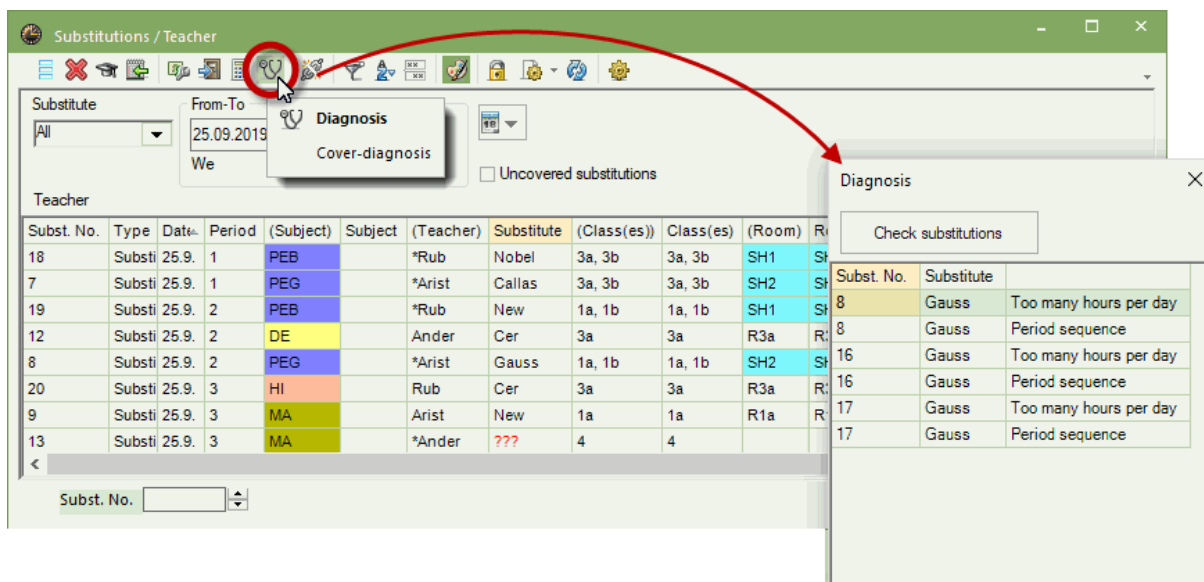 Substitutions / Teacher
Substitute
From-To
All
25.09.2019
We
18
Diagnosis
Cover-diagnosis
Uncovered substitutions
Teacher
Subst. No. Type Date Period (Subject) Subject (Teacher) Substitute (Class(es)) Class(es) (Room)
18 Substi 25.9. 1 PEB *Rub Nobel 3a, 3b 3a, 3b SH1
7 Substi 25.9. 1 PEG *Arist Callas 3a, 3b 3a, 3b SH2
19 Substi 25.9. 2 PEB *Rub New 1a, 1b 1a, 1b SH1
12 Substi 25.9. 2 DE Ander Cer 3a 3a R3a
8 Substi 25.9. 2 PEG *Arist Gauss 1a, 1b 1a, 1b SH2
20 Substi 25.9. 3 HI Rub Cer 3a 3a R3a
9 Substi 25.9. 3 MA Arist New 1a 1a R1a
13 Substi 25.9. 3 MA *Ander ??? 4 4
Subst. No.
Diagnosis
Check substitutions
Subst. No. Substitute
8 Gauss Too many hours per day
8 Gauss Period sequence
16 Gauss Too many hours per day
16 Gauss Period sequence
17 Gauss Too many hours per day
17 Gauss Period sequence